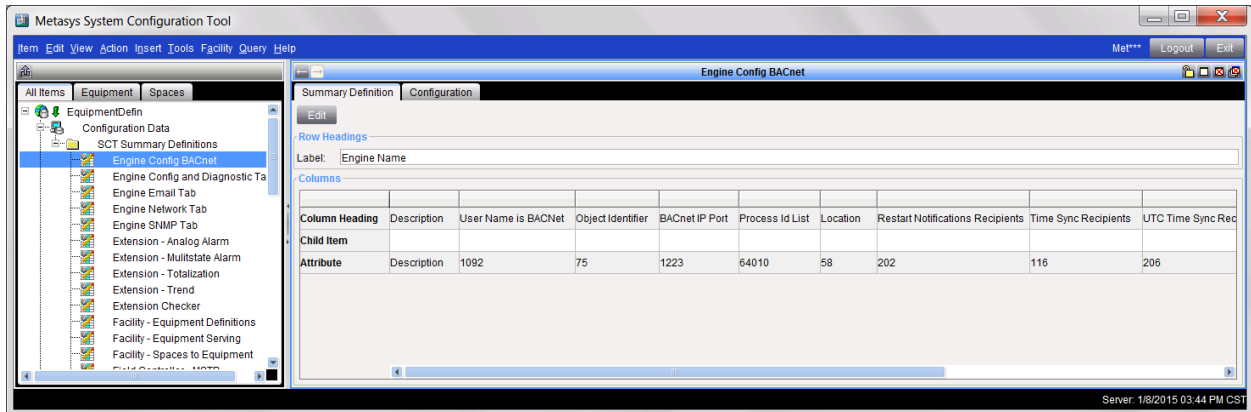 Metasys System Configuration Tool
Item Edit View Action Insert Tools Facility Query Help Met*** Logout Exit
Engine Config BACnet
All Items Equipment Spaces
Summary Definition Configuration
Edit
EquipmentDefin
Configuration Data
SCT Summary Definitions
Engine Config BACnet
Engine Config and Diagnostic Ta
Engine Email Tab
Engine Network Tab
Engine SNMP Tab
Extension - Analog Alarm
Extension - Mulitstate Alarm
Extension - Totalization
Extension - Trend
Extension Checker
Facility - Equipment Definitions
Facility - Equipment Serving
Facility - Spaces to Equipment
Row Headings
Label: Engine Name
Columns
Column Heading Description User Name is BACNet Object Identifier BACnet IP Port Process Id List Location Restart Notifications Recipients Time Sync Recipients UTC Time Sync Rec
Child Item
Attribute Description 1092 75 1223 64010 58 202 116 206
Server: 1/8/2015 03:44 PM CST